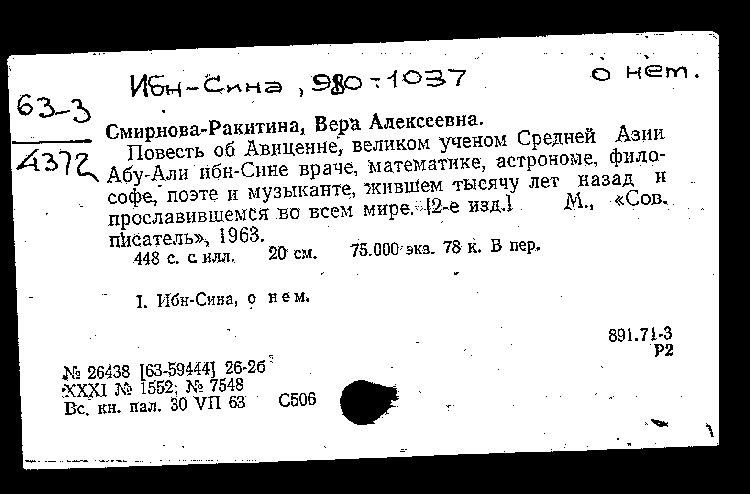 Ибн-Сина, 980-1037 о нем.
63-3
4372
Смирнова-Ракитина, Вера Алексеевна.
Повесть об Авиценне, великом ученом Средней Азии
Абу-Али ибн-Сине враче, математике, астрономе, фило-
софе, поэте и музыканте, жившем тысячу лет назад и
прославившемся во всем мире. [2-е изд.] М., «Сов.
писатель», 1963.
448 с. с илл. 20 см. 75.000 экз. 78 к. В пер.
I. Ибн-Сина, о нем.
891.71-3
Р2
№ 26438 [63-59444] 26-2б
XXXI № 1552; № 7548
Вс. кн. пал. 30 VII 63 С506